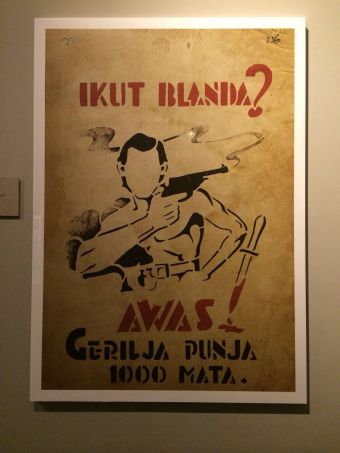 IKUT BLANDA?
AWAS!
GERILJA PUNJA
1000 MATA.